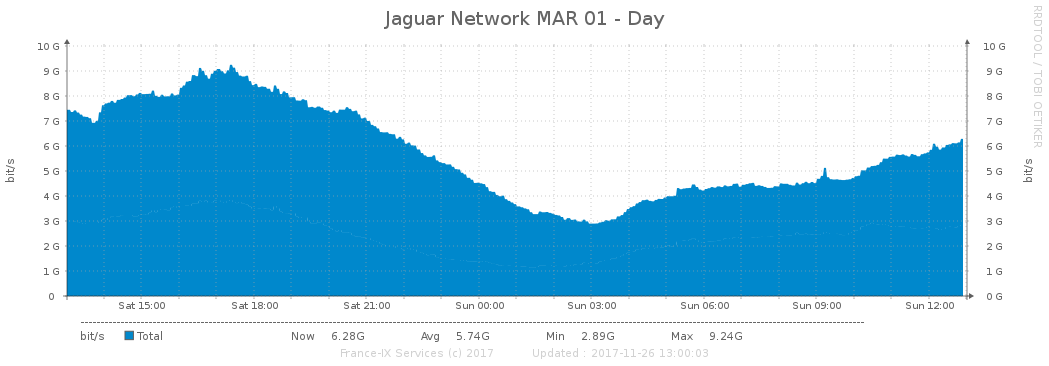 Jaguar Network MAR 01 - Day
RRDTOOL / TOBI OETIKER
bit/s
10 G
9 G
8 G
7 G
6 G
5 G
4 G
3 G
2 G
1 G
0
10 G
9 G
8 G
7 G
6 G
5 G
4 G
3 G
2 G
1 G
0 G
bit/s
Sat 15:00 Sat 18:00 Sat 21:00 Sun 00:00 Sun 03:00 Sun 06:00 Sun 09:00 Sun 12:00
bit/s Total Now 6.28G Avg 5.74G Min 2.89G Max 9.24G
France-IX Services (c) 2017 Updated : 2017-11-26 13:00:03